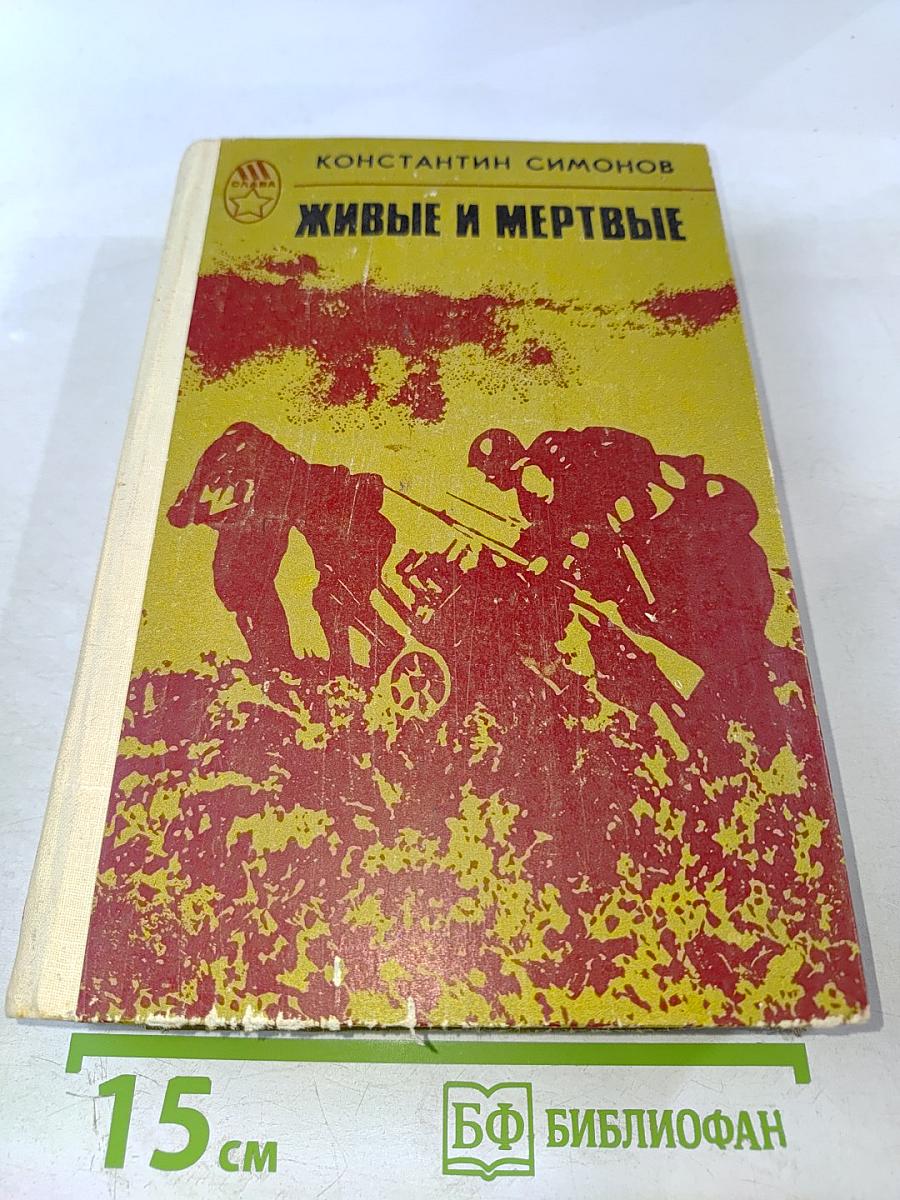 СЛАВА
КОНСТАНТИН СИМОНОВ
ЖИВЫЕ И МЕРТВЫЕ
15 см
БФ БИБЛИОФАН